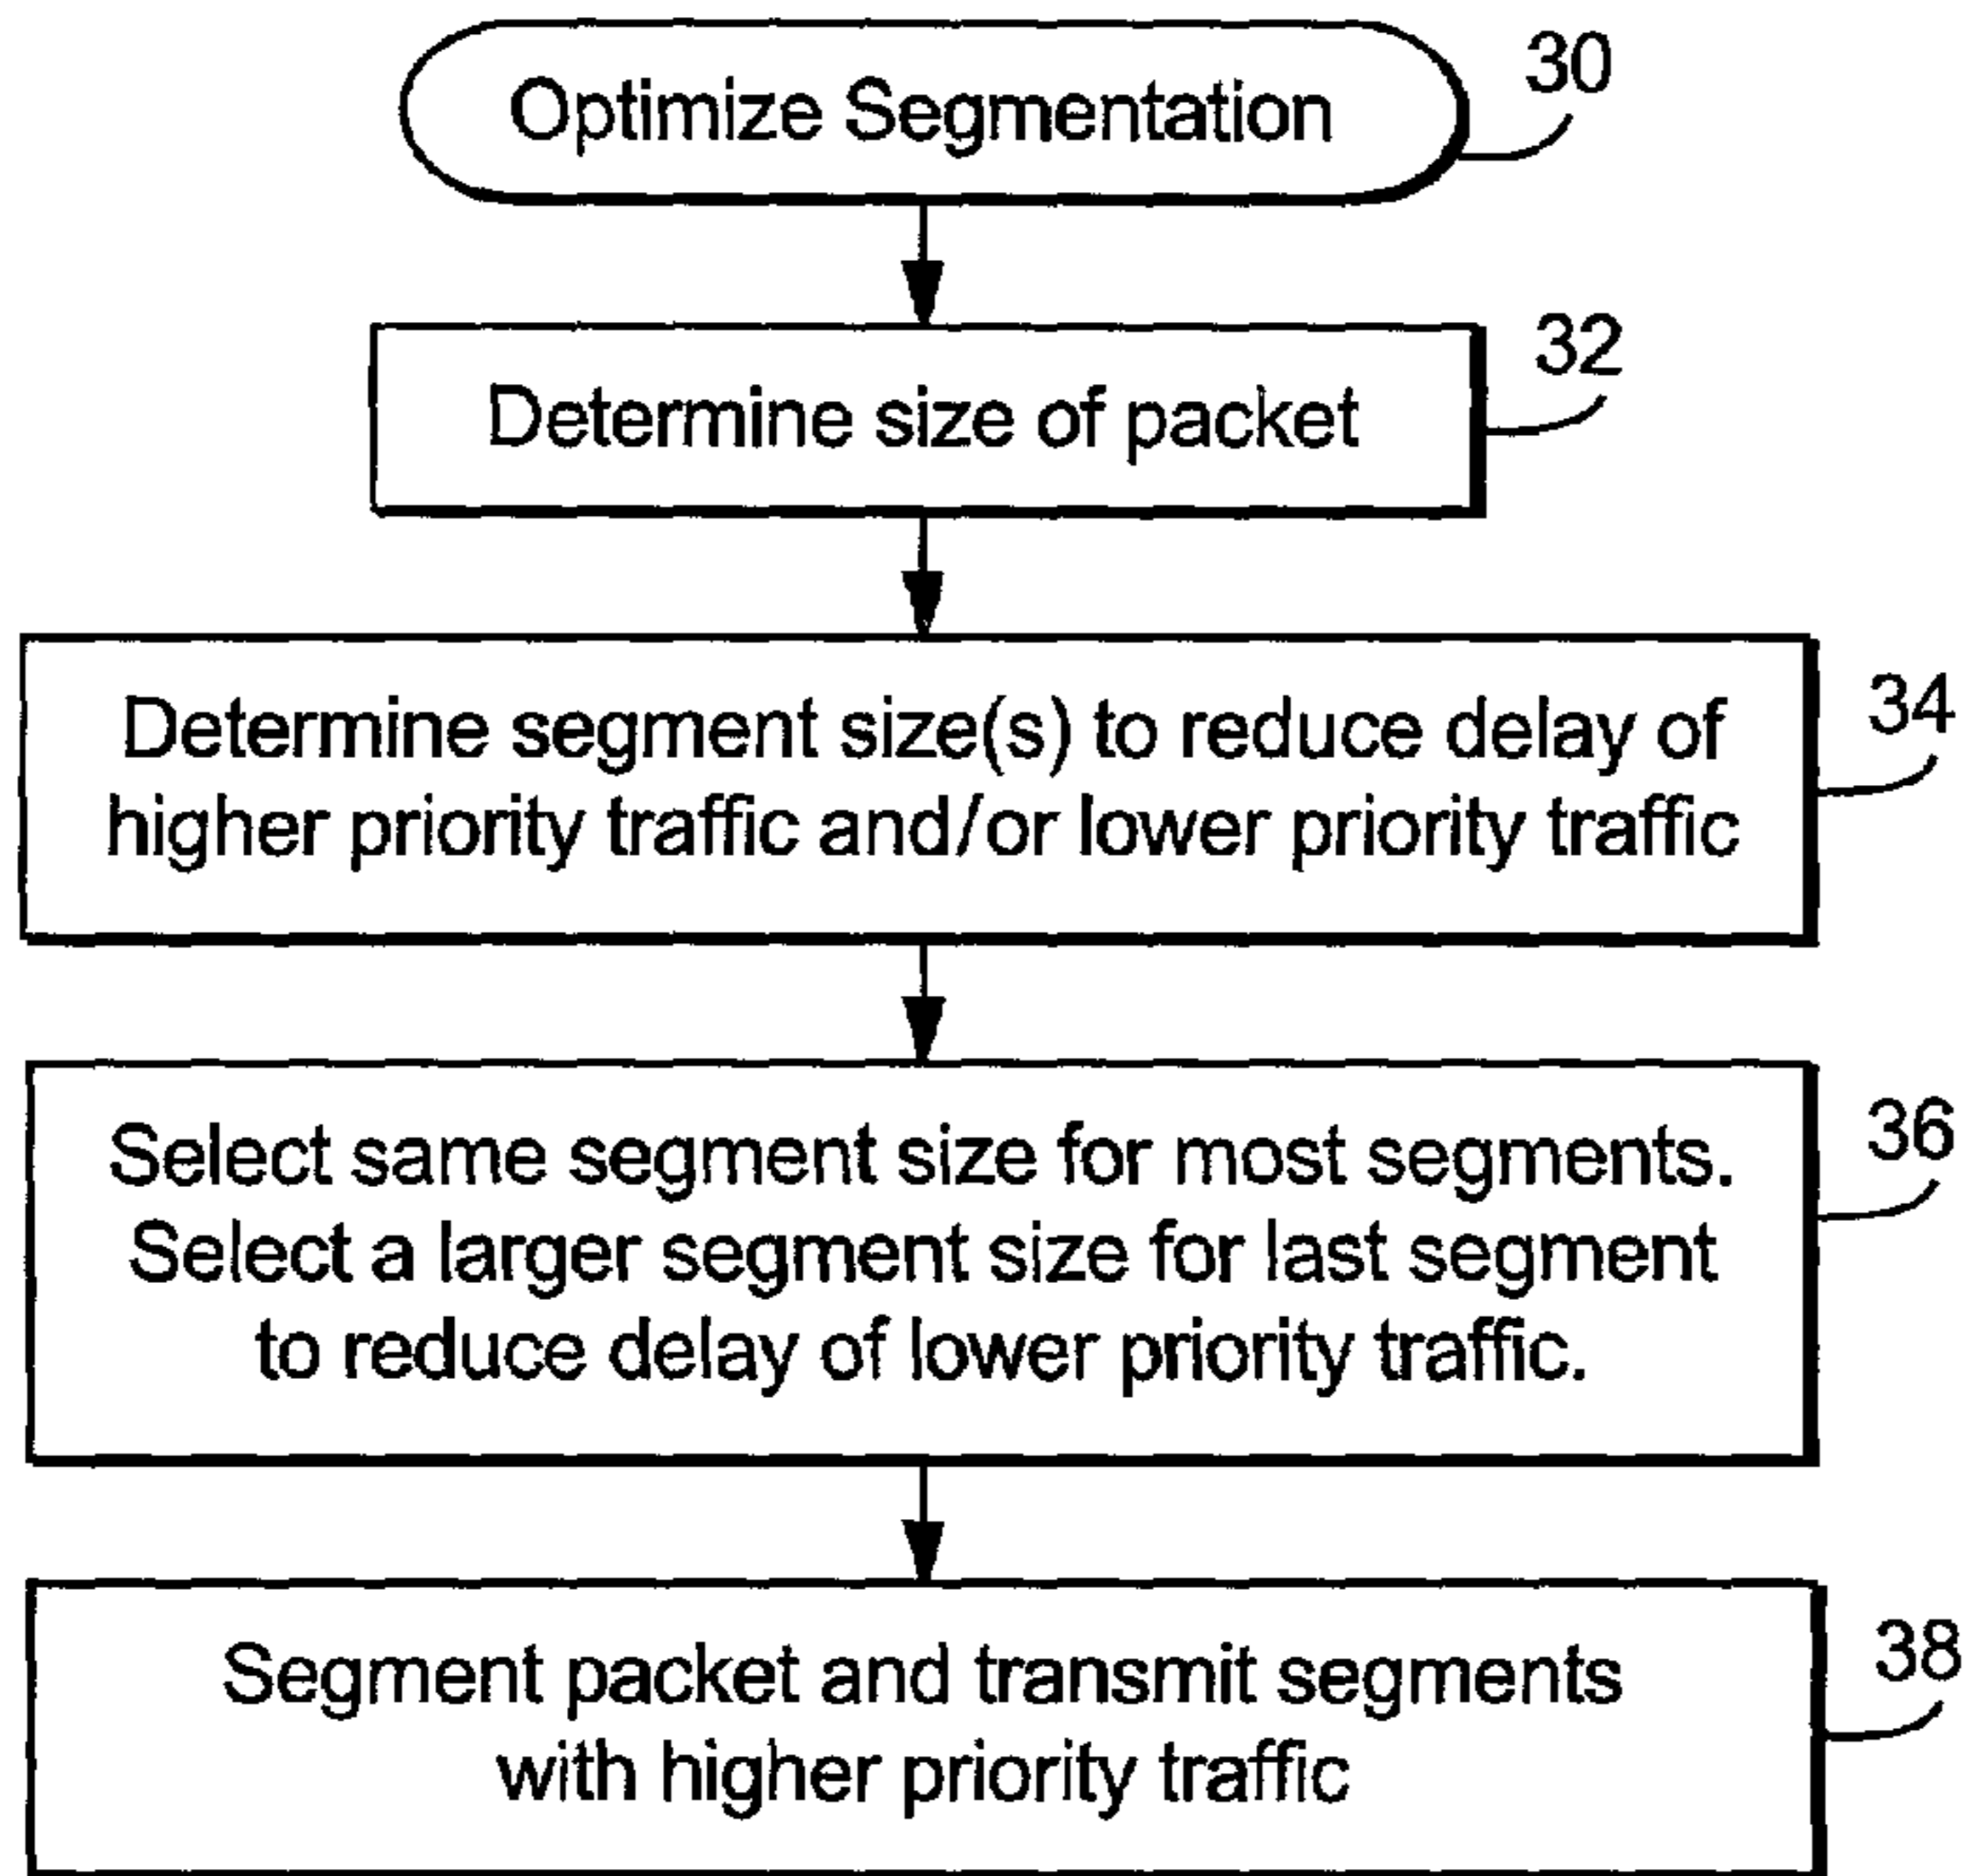 30
Optimize Segmentation
32
Determine size of packet
34
Determine segment size(s) to reduce delay of
higher priority traffic and/or lower priority traffic
36
Select same segment size for most segments.
Select a larger segment size for last segment
to reduce delay of lower priority traffic.
38
Segment packet and transmit segments
with higher priority traffic